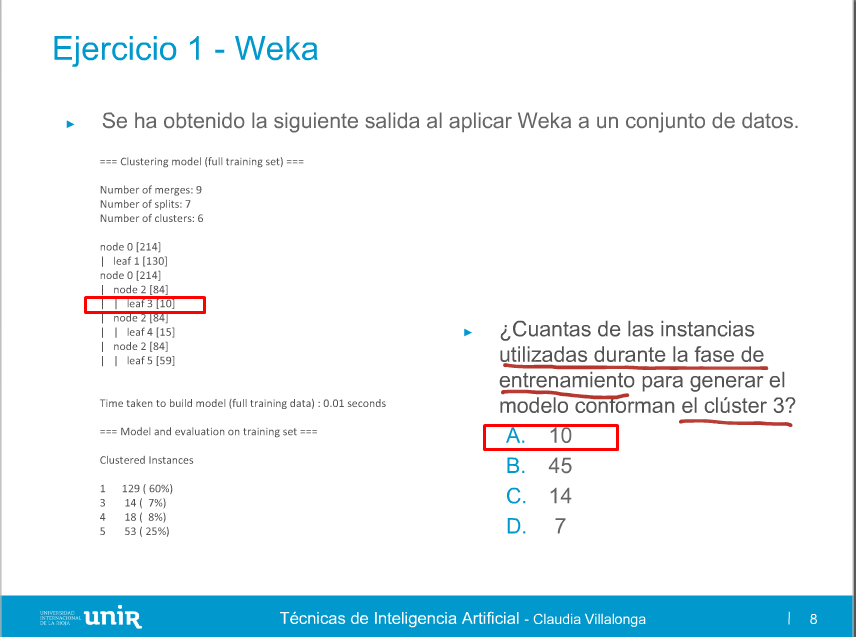 Ejercicio 1 - Weka
► Se ha obtenido la siguiente salida al aplicar Weka a un conjunto de datos.
=== Clustering model (full training set) ===
Number of merges: 9
Number of splits: 7
Number of clusters: 6
node 0 [214]
| leaf 1 [130]
node 0 [214]
| node 2 [84]
| | leaf 3 [10]
| node 2 [84]
| | leaf 4 [15]
| node 2 [84]
| | leaf 5 [59]
Time taken to build model (full training data) : 0.01 seconds
=== Model and evaluation on training set ===
Clustered Instances
1 129 ( 60%)
3 14 ( 7%)
4 18 ( 8%)
5 53 ( 25%)
► ¿Cuantas de las instancias
utilizadas durante la fase de
entrenamiento para generar el
modelo conforman el clúster 3?
A. 10
B. 45
C. 14
D. 7
UNIVERSIDAD
INTERNACIONAL
DE LA RIOJA
unir
Técnicas de Inteligencia Artificial - Claudia Villalonga
| 8